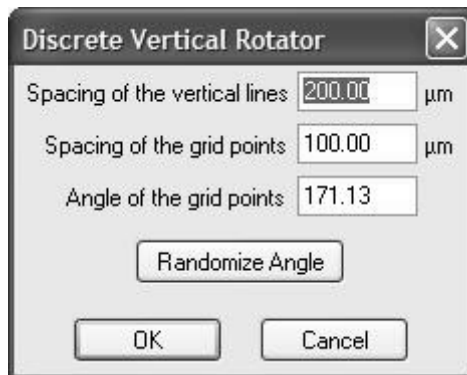 Discrete Vertical Rotator
Spacing of the vertical lines 200.00 µm
Spacing of the grid points 100.00 µm
Angle of the grid points 171.13
Randomize Angle
OK Cancel